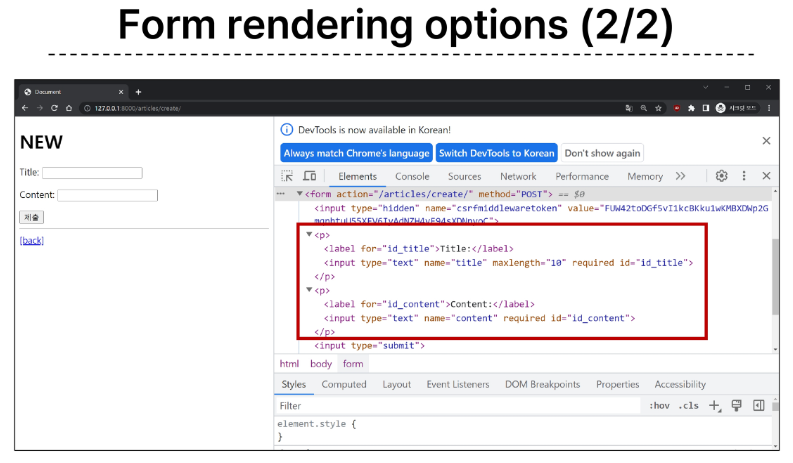 Form rendering options (2/2)
Document
127.0.0.1:8000/articles/create/
시크릿 모드
NEW
Title:
Content:
제출
[back]
DevTools is now available in Korean!
Always match Chrome's language
Switch DevTools to Korean
Don't show again
Elements Console Sources Network Performance Memory
<form action="/articles/create/" method="POST"> == $0
<input type="hidden" name="csrfmiddlewaretoken"
<p>
<label for="id_title">Title:</label>
<input type="text" name="title" maxlength="10" required id="id_title">
</p>
<p>
<label for="id_content">Content:</label>
<input type="text" name="content" required id="id_content">
</p>
<input type="submit">
html body form
Styles Computed Layout Event Listeners DOM Breakpoints Properties Accessibility
Filter
:hov .cls
element.style {
}